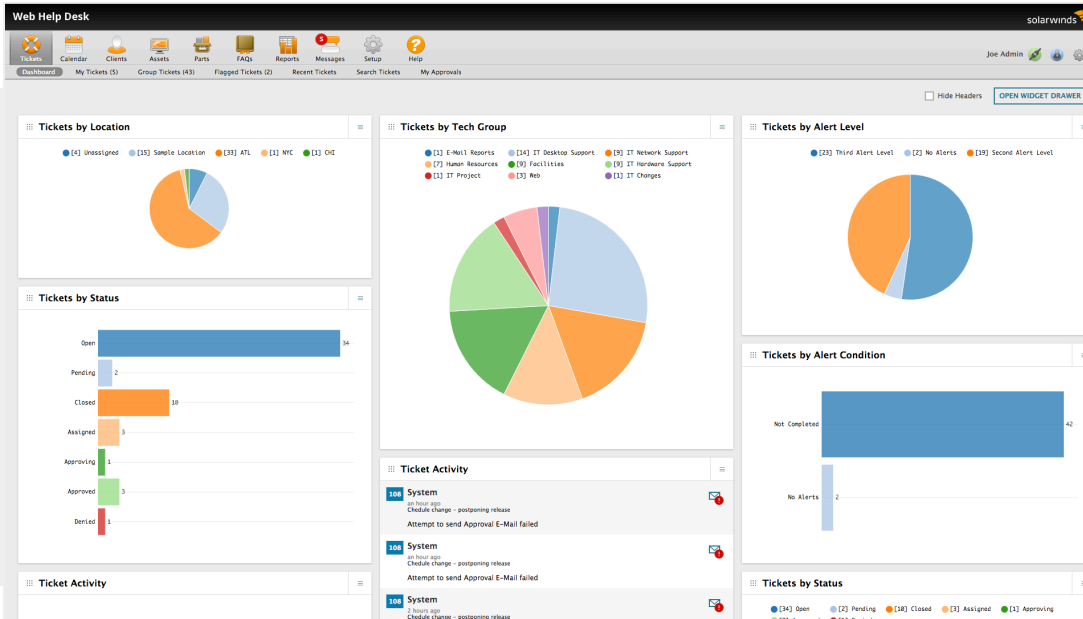 Web Help Desk
solarwinds
5
Tickets Calendar Clients Assets Parts FAQs Reports Messages Setup Help
Joe Admin
Dashboard My Tickets (5) Group Tickets (43) Flagged Tickets (2) Recent Tickets Search Tickets My Approvals
Hide Headers OPEN WIDGET DRAWER
Tickets by Location
[4] Unassigned [15] Sample Location [33] ATL [1] NYC [1] CHI
Tickets by Status
Open 34
Pending 2
Closed 10
Assigned 3
Approving 1
Approved 3
Denied 1
Ticket Activity
Tickets by Tech Group
[1] E-Mail Reports [14] IT Desktop Support [9] IT Network Support
[7] Human Resources [9] Facilities [9] IT Hardware Support
[1] IT Project [3] Web [1] IT Changes
Ticket Activity
108 System
an hour ago
Chedule change - postponing release
Attempt to send Approval E-Mail failed
108 System
an hour ago
Chedule change - postponing release
Attempt to send Approval E-Mail failed
108 System
2 hours ago
Chedule change - postponing release
Tickets by Alert Level
[23] Third Alert Level [2] No Alerts [19] Second Alert Level
Tickets by Alert Condition
Not Completed 42
No Alerts 2
Tickets by Status
[34] Open [2] Pending [10] Closed [3] Assigned [1] Approving